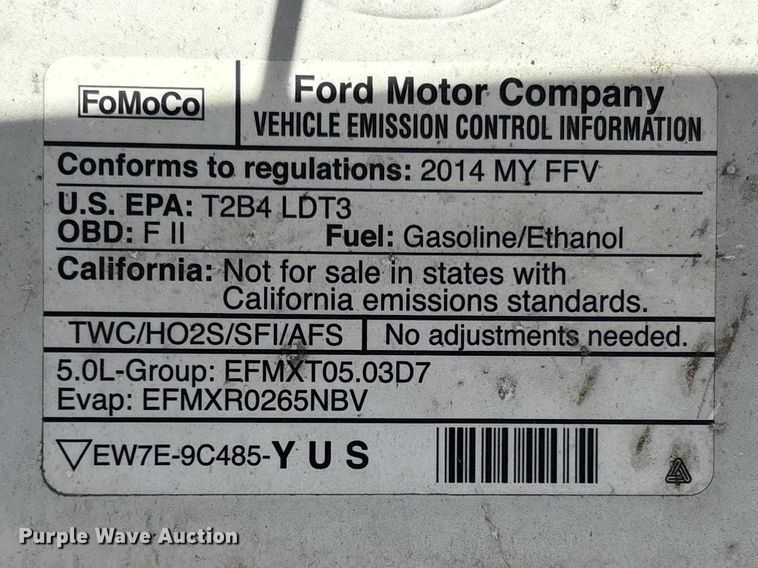 FoMoCo
Ford Motor Company
VEHICLE EMISSION CONTROL INFORMATION
Conforms to regulations: 2014 MY FFV
U.S. EPA: T2B4 LDT3
OBD: F II Fuel: Gasoline/Ethanol
California: Not for sale in states with
California emissions standards.
TWC/HO2S/SFI/AFS No adjustments needed.
5.0L-Group: EFMXT05.03D7
Evap: EFMXR0265NBV
▽EW7E-9C485-Y U S
Purple Wave Auction